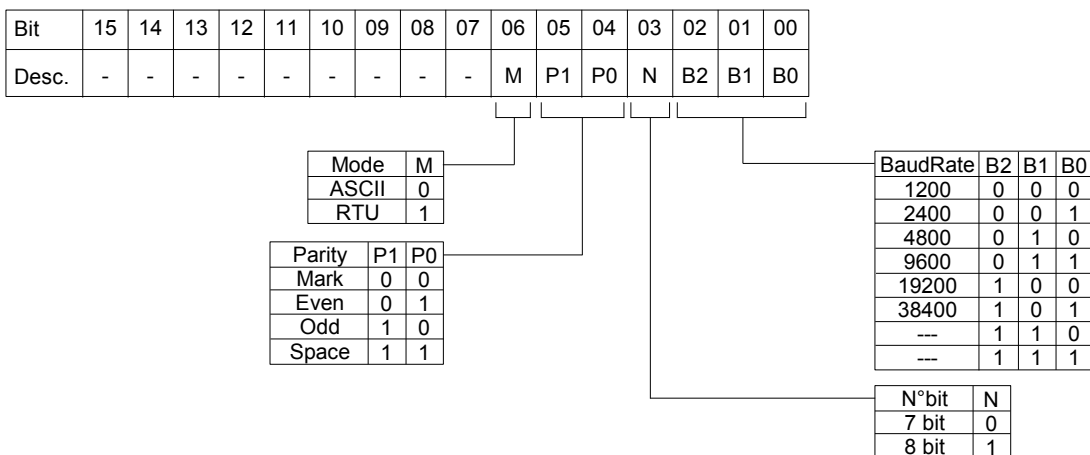 Bit 15 14 13 12 11 10 09 08 07 06 05 04 03 02 01 00
Desc. - - - - - - - - - M P1 P0 N B2 B1 B0
Mode M
ASCII 0
RTU 1
Parity P1 P0
Mark 0 0
Even 0 1
Odd 1 0
Space 1 1
BaudRate B2 B1 B0
1200 0 0 0
2400 0 0 1
4800 0 1 0
9600 0 1 1
19200 1 0 0
38400 1 0 1
--- 1 1 0
--- 1 1 1
N°bit N
7 bit 0
8 bit 1